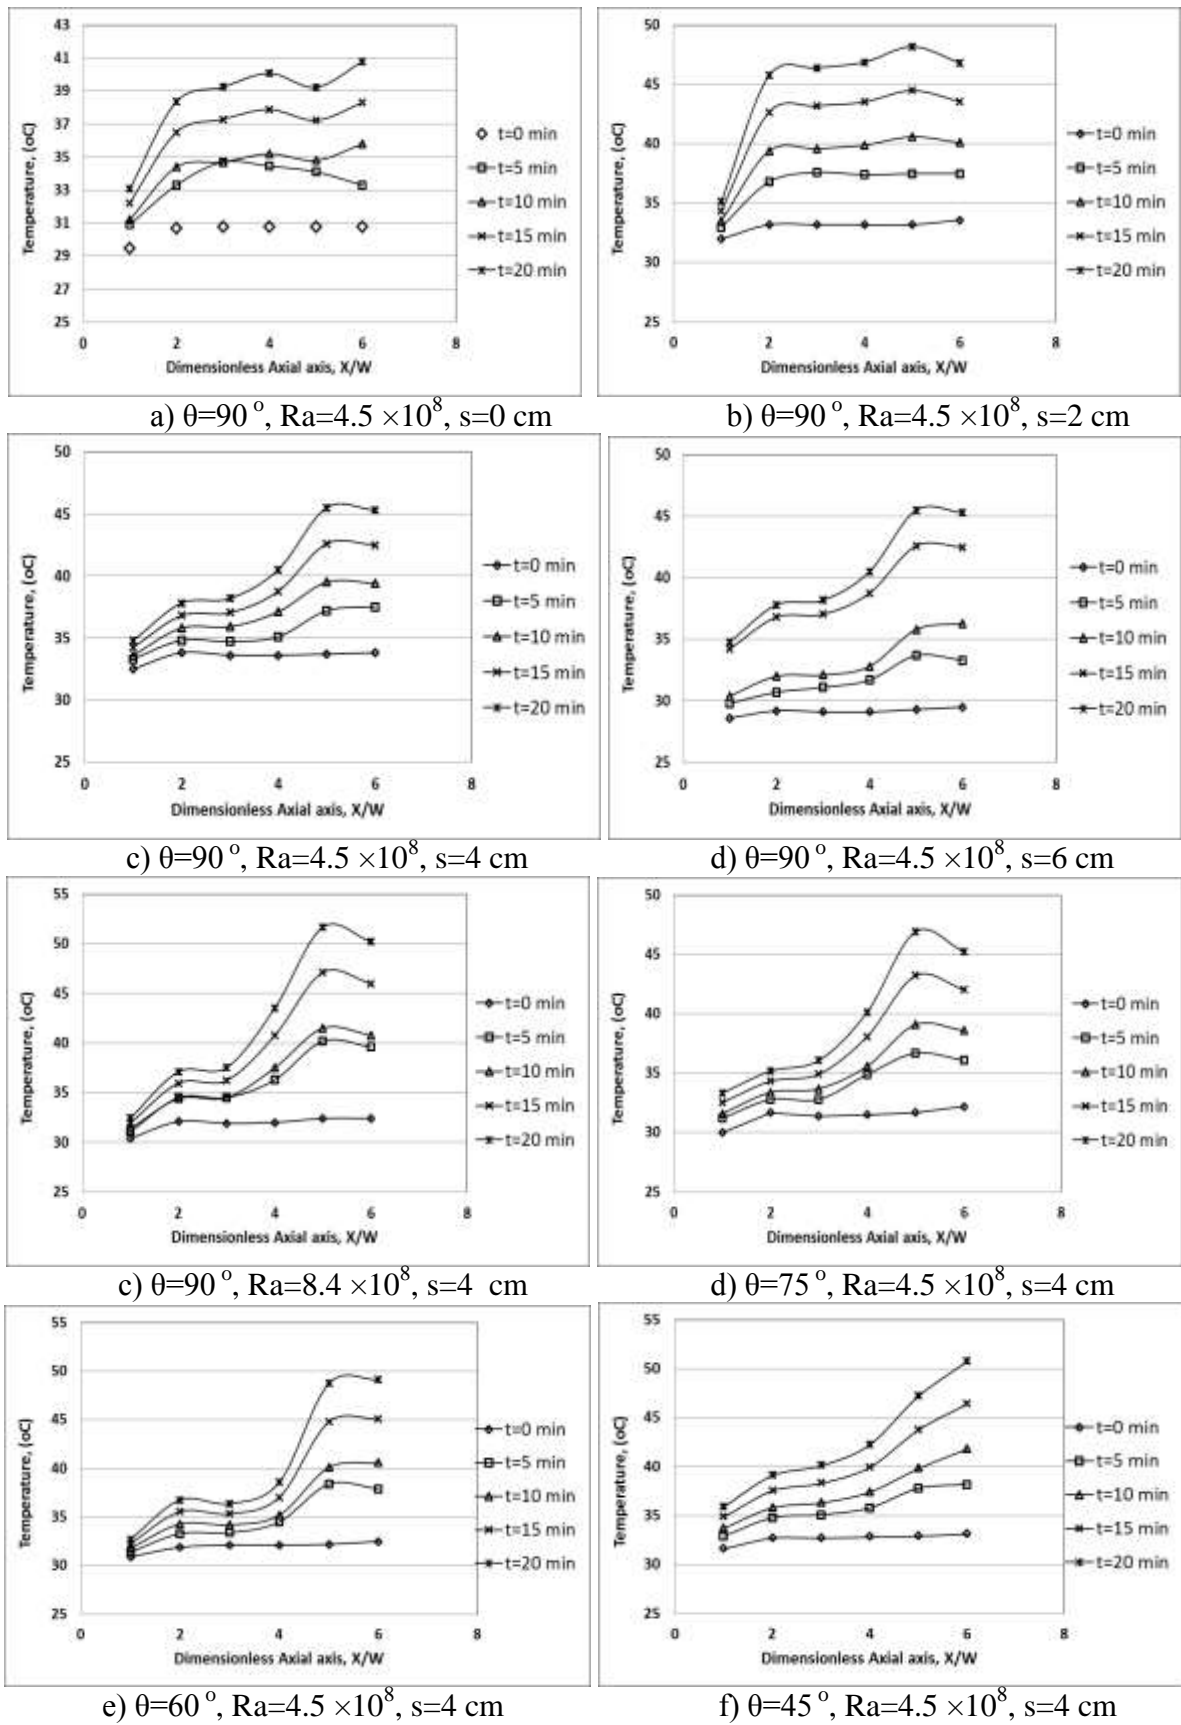 43
41
39
37
35
33
31
29
27
25
0 2 4 6 8
Temperature, (oC)
Dimensionless Axial axis, X/W
t=0 min
t=5 min
t=10 min
t=15 min
t=20 min
a) θ=90 °, Ra=4.5 ×10⁸, s=0 cm
50
45
40
35
30
25
0 2 4 6 8
Temperature, (oC)
Dimensionless Axial axis, X/W
t=0 min
t=5 min
t=10 min
t=15 min
t=20 min
b) θ=90 °, Ra=4.5 ×10⁸, s=2 cm
50
45
40
35
30
25
0 2 4 6 8
Temperature, (oC)
Dimensionless Axial axis, X/W
t=0 min
t=5 min
t=10 min
t=15 min
t=20 min
c) θ=90 °, Ra=4.5 ×10⁸, s=4 cm
50
45
40
35
30
25
0 2 4 6 8
Temperature, (oC)
Dimensionless Axial axis, X/W
t=0 min
t=5 min
t=10 min
t=15 min
t=20 min
d) θ=90 °, Ra=4.5 ×10⁸, s=6 cm
55
50
45
40
35
30
25
0 2 4 6 8
Temperature, (oC)
Dimensionless Axial axis, X/W
t=0 min
t=5 min
t=10 min
t=15 min
t=20 min
c) θ=90 °, Ra=8.4 ×10⁸, s=4 cm
50
45
40
35
30
25
0 2 4 6 8
Temperature, (oC)
Dimensionless Axial axis, X/W
t=0 min
t=5 min
t=10 min
t=15 min
t=20 min
d) θ=75 °, Ra=4.5 ×10⁸, s=4 cm
55
50
45
40
35
30
25
0 2 4 6 8
Temperature, (oC)
Dimensionless Axial axis, X/W
t=0 min
t=5 min
t=10 min
t=15 min
t=20 min
e) θ=60 °, Ra=4.5 ×10⁸, s=4 cm
55
50
45
40
35
30
25
0 2 4 6 8
Temperature, (oC)
Dimensionless Axial axis, X/W
t=0 min
t=5 min
t=10 min
t=15 min
t=20 min
f) θ=45 °, Ra=4.5 ×10⁸, s=4 cm